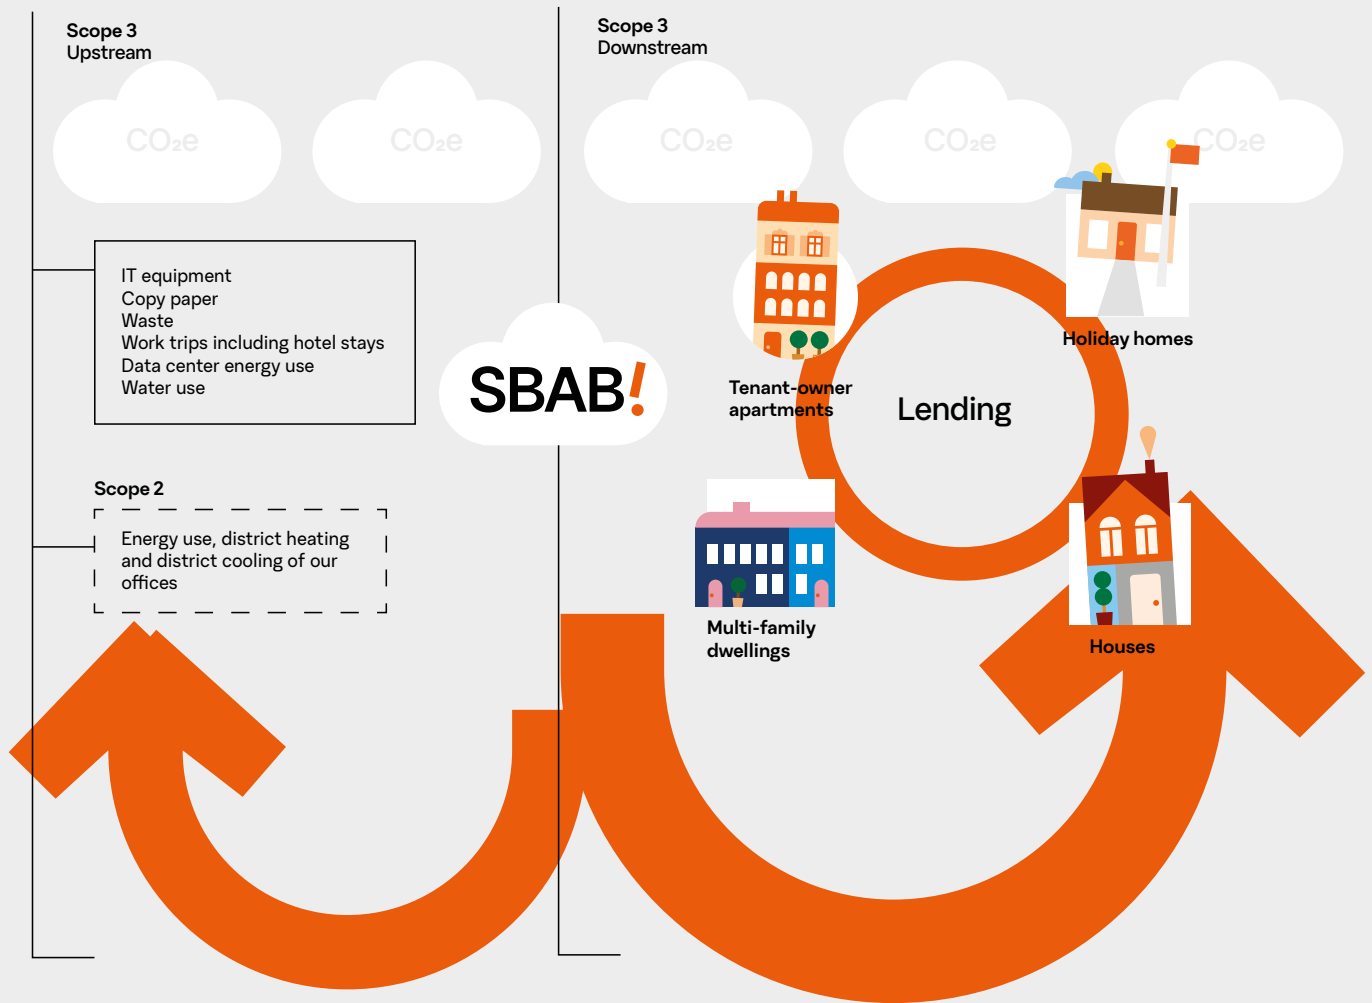 Scope 3
Upstream
CO₂e
CO₂e
IT equipment
Copy paper
Waste
Work trips including hotel stays
Data center energy use
Water use
Scope 2
Energy use, district heating
and district cooling of our
offices
SBAB!
Scope 3
Downstream
CO₂e
CO₂e
CO₂e
Tenant-owner
apartments
Holiday homes
Lending
Multi-family
dwellings
Houses